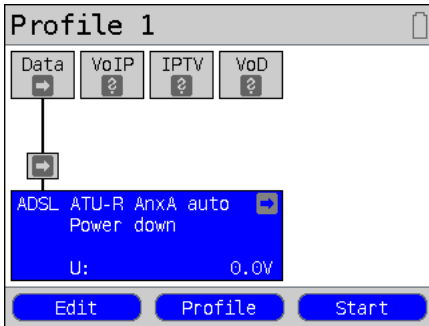 Profile 1
Data VoIP IPTV VoD
ADSL ATU-R AnxA auto
Power down
U: 0.0V
Edit Profile Start